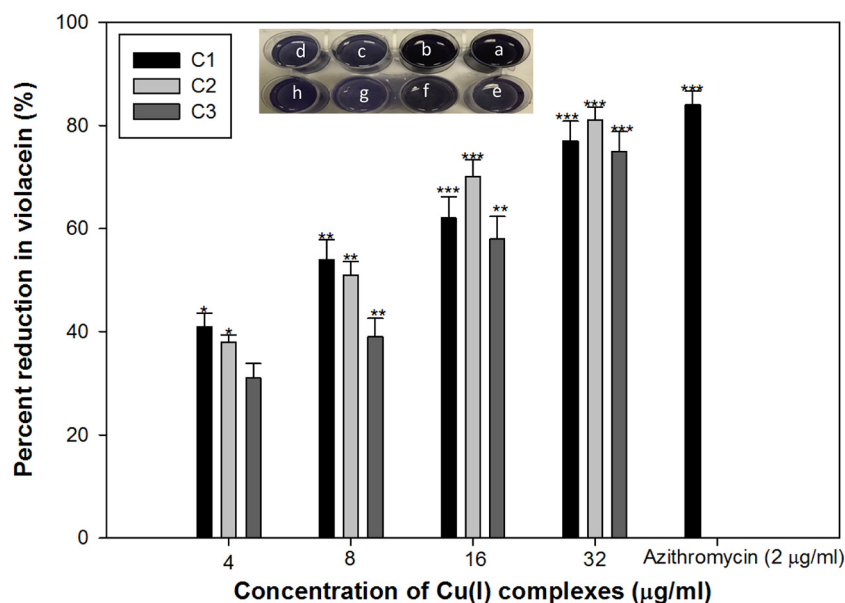 100
80
60
40
20
0
Percent reduction in violacein (%)
C1
C2
C3
d c b a
h g f e
* *
** ** **
*** *** **
*** *** ***
***
4 8 16 32 Azithromycin (2 µg/ml)
Concentration of Cu(I) complexes (µg/ml)